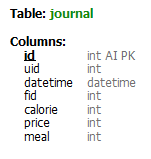 Table: journal
Columns:
id int AI PK
uid int
datetime datetime
fid int
calorie int
price int
meal int